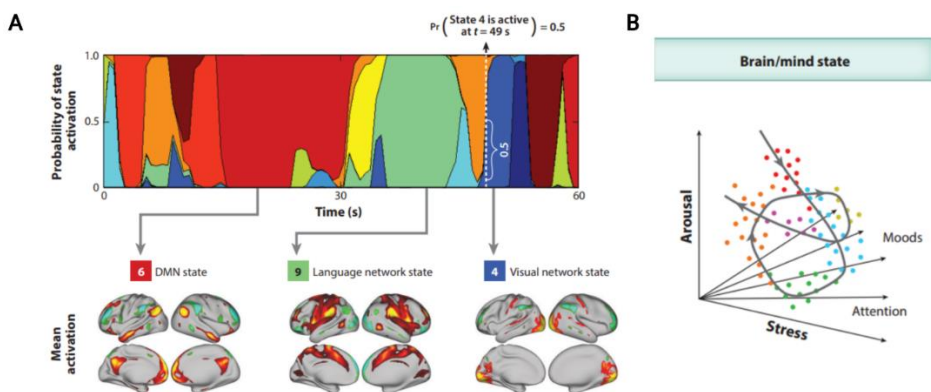 A
B
Pr ( State 4 is active
at t = 49 s ) = 0.5
Probability of state
activation
1.0
0.5
0
0.5
0
30
60
Time (s)
6 DMN state
9 Language network state
4 Visual network state
Mean
activation
Brain/mind state
Arousal
Moods
Attention
Stress